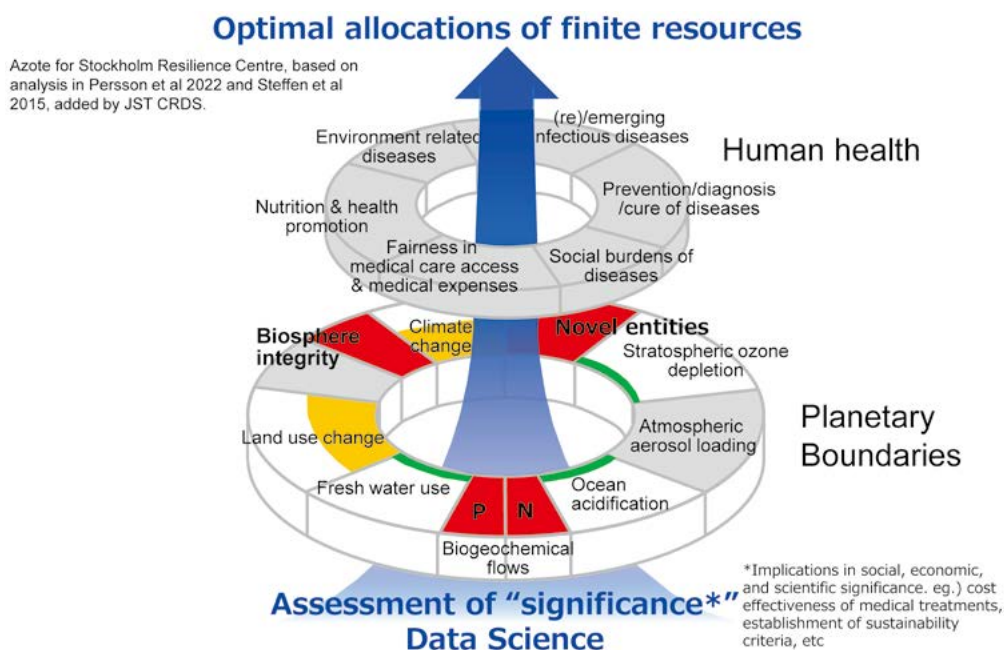 Optimal allocations of finite resources
Azote for Stockholm Resilience Centre, based on
analysis in Persson et al 2022 and Steffen et al
2015, added by JST CRDS.
(re)/emerging
infectious diseases
Environment related
diseases
Human health
Prevention/diagnosis
/cure of diseases
Nutrition & health
promotion
Fairness in
medical care access
& medical expenses
Social burdens of
diseases
Biosphere
integrity
Climate
change
Novel entities
Stratospheric ozone
depletion
Planetary
Boundaries
Land use change
Atmospheric
aerosol loading
Fresh water use
P
N
Ocean
acidification
Biogeochemical
flows
Assessment of “significance*”
Data Science
*Implications in social, economic,
and scientific significance. eg.) cost
effectiveness of medical treatments,
establishment of sustainability
criteria, etc